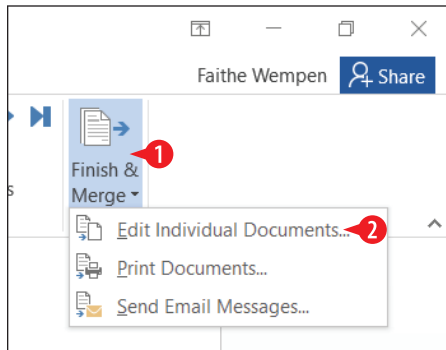 Faithe Wempen Share
s
Finish &
Merge
1
Edit Individual Documents... 2
Print Documents...
Send Email Messages...